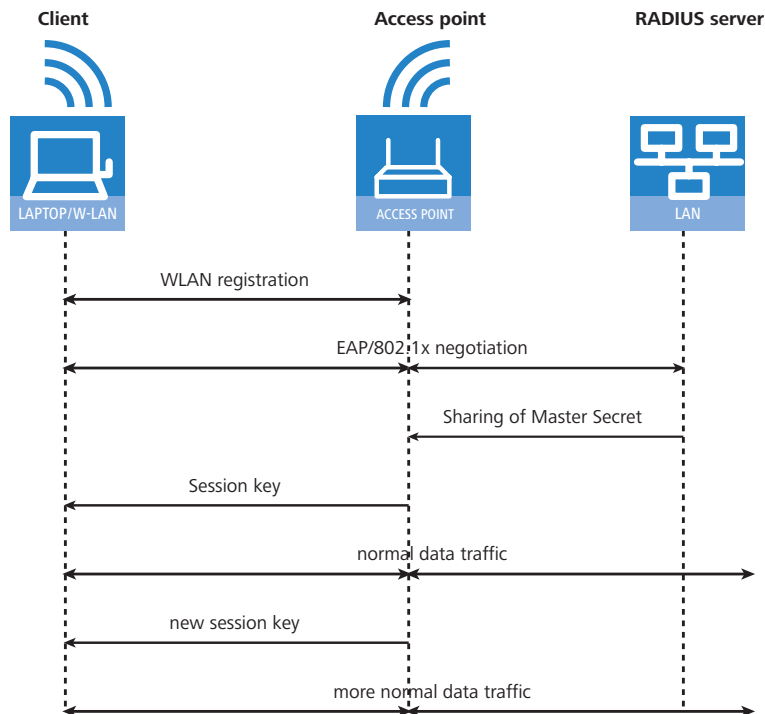 Client
Access point
RADIUS server
LAPTOP/W-LAN
ACCESS POINT
LAN
WLAN registration
EAP/802.1x negotiation
Sharing of Master Secret
Session key
normal data traffic
new session key
more normal data traffic